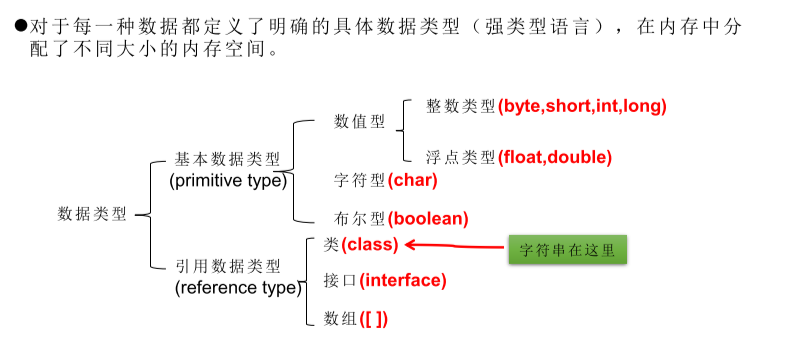 ●对于每一种数据都定义了明确的具体数据类型（强类型语言），在内存中分
配了不同大小的内存空间。
整数类型(byte,short,int,long)
数值型
浮点类型(float,double)
基本数据类型
(primitive type)
字符型(char)
布尔型(boolean)
数据类型
类(class)
字符串在这里
引用数据类型
(reference type)
接口(interface)
数组([ ])